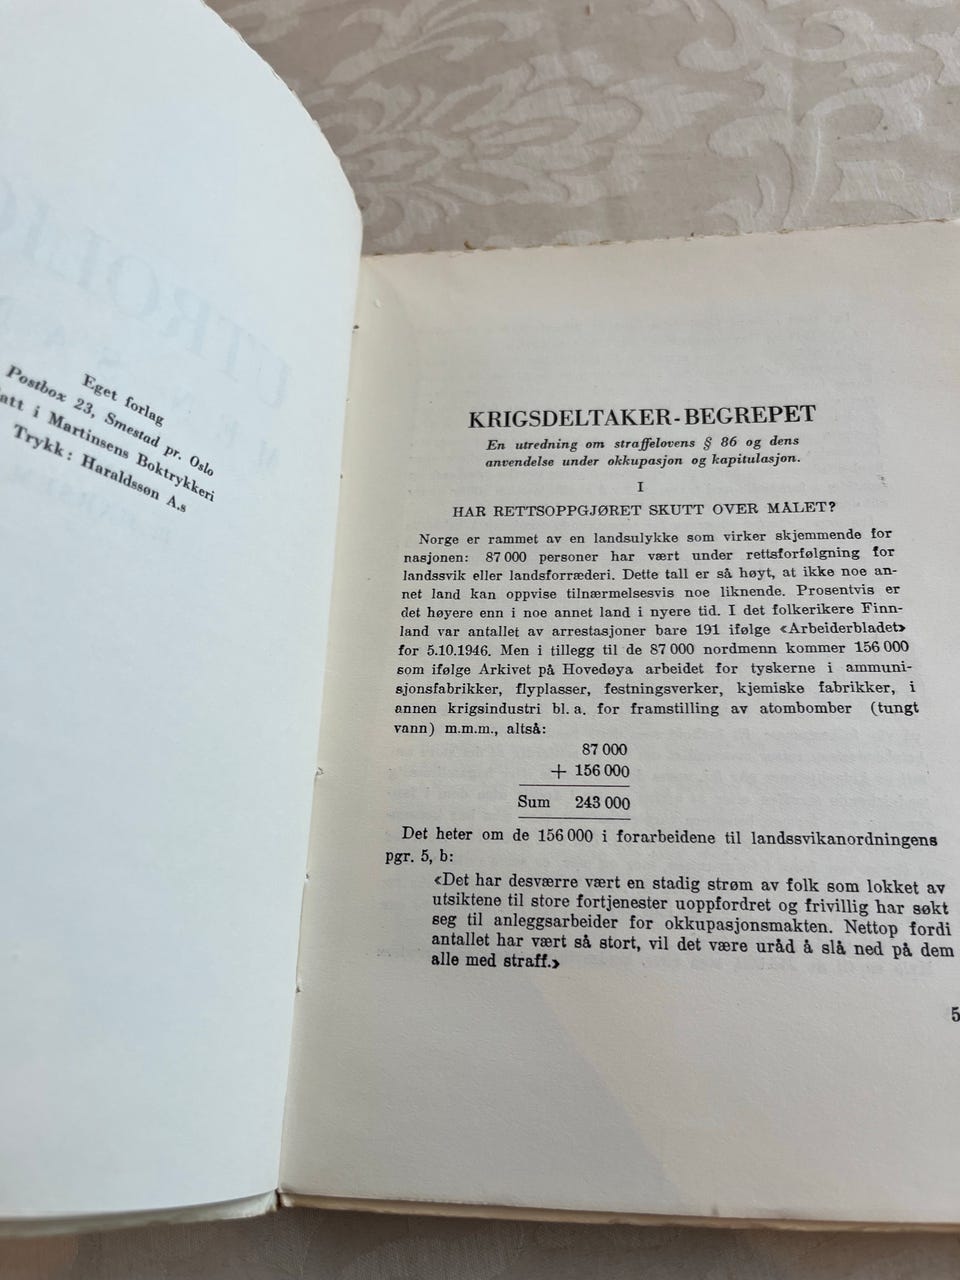 Eget forlag
Postbox 23, Smestad pr. Oslo
att i Martinsens Boktrykkeri
Trykk: Haraldssøn A.s
KRIGSDELTAKER-BEGREPET
En utredning om straffelovens § 86 og dens
anvendelse under okkupasjon og kapitulasjon.
I
HAR RETTSOPPGJØRET SKUTT OVER MÅLET?
Norge er rammet av en landsulykke som virker skjemmende for
nasjonen: 87 000 personer har vært under rettsforfølgning for
landssvik eller landsforræderi. Dette tall er så høyt, at ikke noe an-
net land kan oppvise tilnærmelsesvis noe liknende. Prosentvis er
det høyere enn i noe annet land i nyere tid. I det folkerikere Finn-
land var antallet av arrestasjoner bare 191 ifølge «Arbeiderbladet»
for 5.10.1946. Men i tillegg til de 87 000 nordmenn kommer 156 000
som ifølge Arkivet på Hovedøya arbeidet for tyskerne i ammuni-
sjonsfabrikker, flyplasser, festningsverker, kjemiske fabrikker, i
annen krigsindustri bl. a. for framstilling av atombomber (tungt
vann) m.m.m., altså:
87 000
+ 156 000
Sum 243 000
Det heter om de 156 000 i forarbeidene til landssvikanordningens
pgr. 5, b:
«Det har desværre vært en stadig strøm av folk som lokket av
utsiktene til store fortjenester uoppfordret og frivillig har søkt
seg til anleggsarbeider for okkupasjonsmakten. Nettop fordi
antallet har vært så stort, vil det være uråd å slå ned på dem
alle med straff.»
5